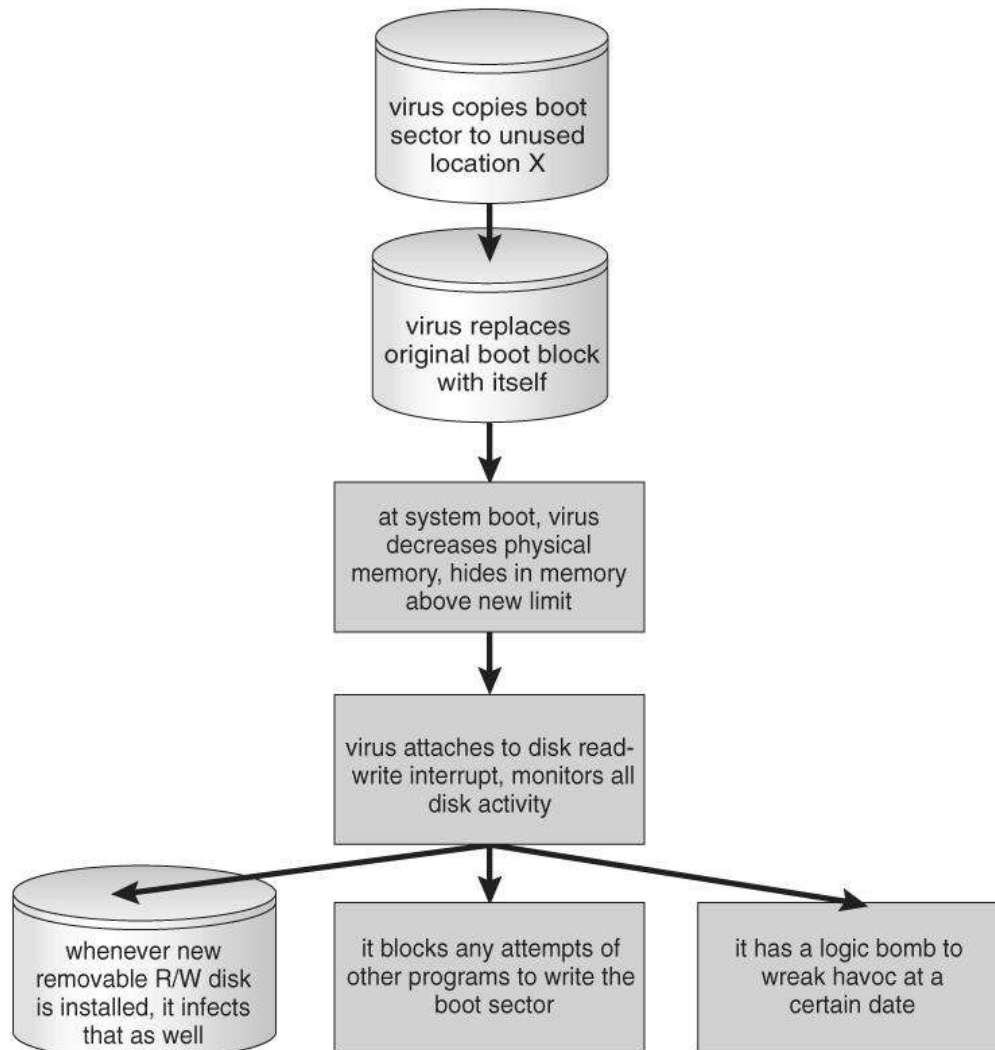 virus copies boot
sector to unused
location X
virus replaces
original boot block
with itself
at system boot, virus
decreases physical
memory, hides in memory
above new limit
virus attaches to disk read-
write interrupt, monitors all
disk activity
whenever new
removable R/W disk
is installed, it infects
that as well
it blocks any attempts of
other programs to write the
boot sector
it has a logic bomb to
wreak havoc at a
certain date